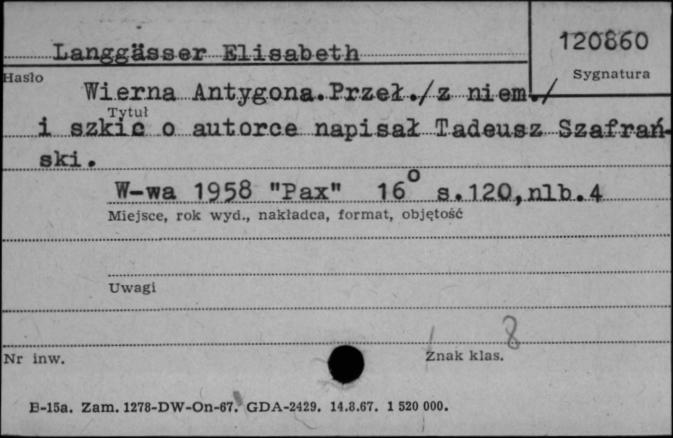 120860
Langgässer Elisabeth
Sygnatura
Hasło
Wierna Antygona.Przeł./z niem./
Tytuł
i szkic o autorce napisał Tadeusz Szafrań-
ski.
W-wa 1958 "Pax" 16° s.120,nlb.4
Miejsce, rok wyd., nakładca, format, objętość
Uwagi
8
Nr inw.
Znak klas.
B-15a. Zam. 1278-DW-On-67. GDA-2429. 14.8.67. 1 520 000.